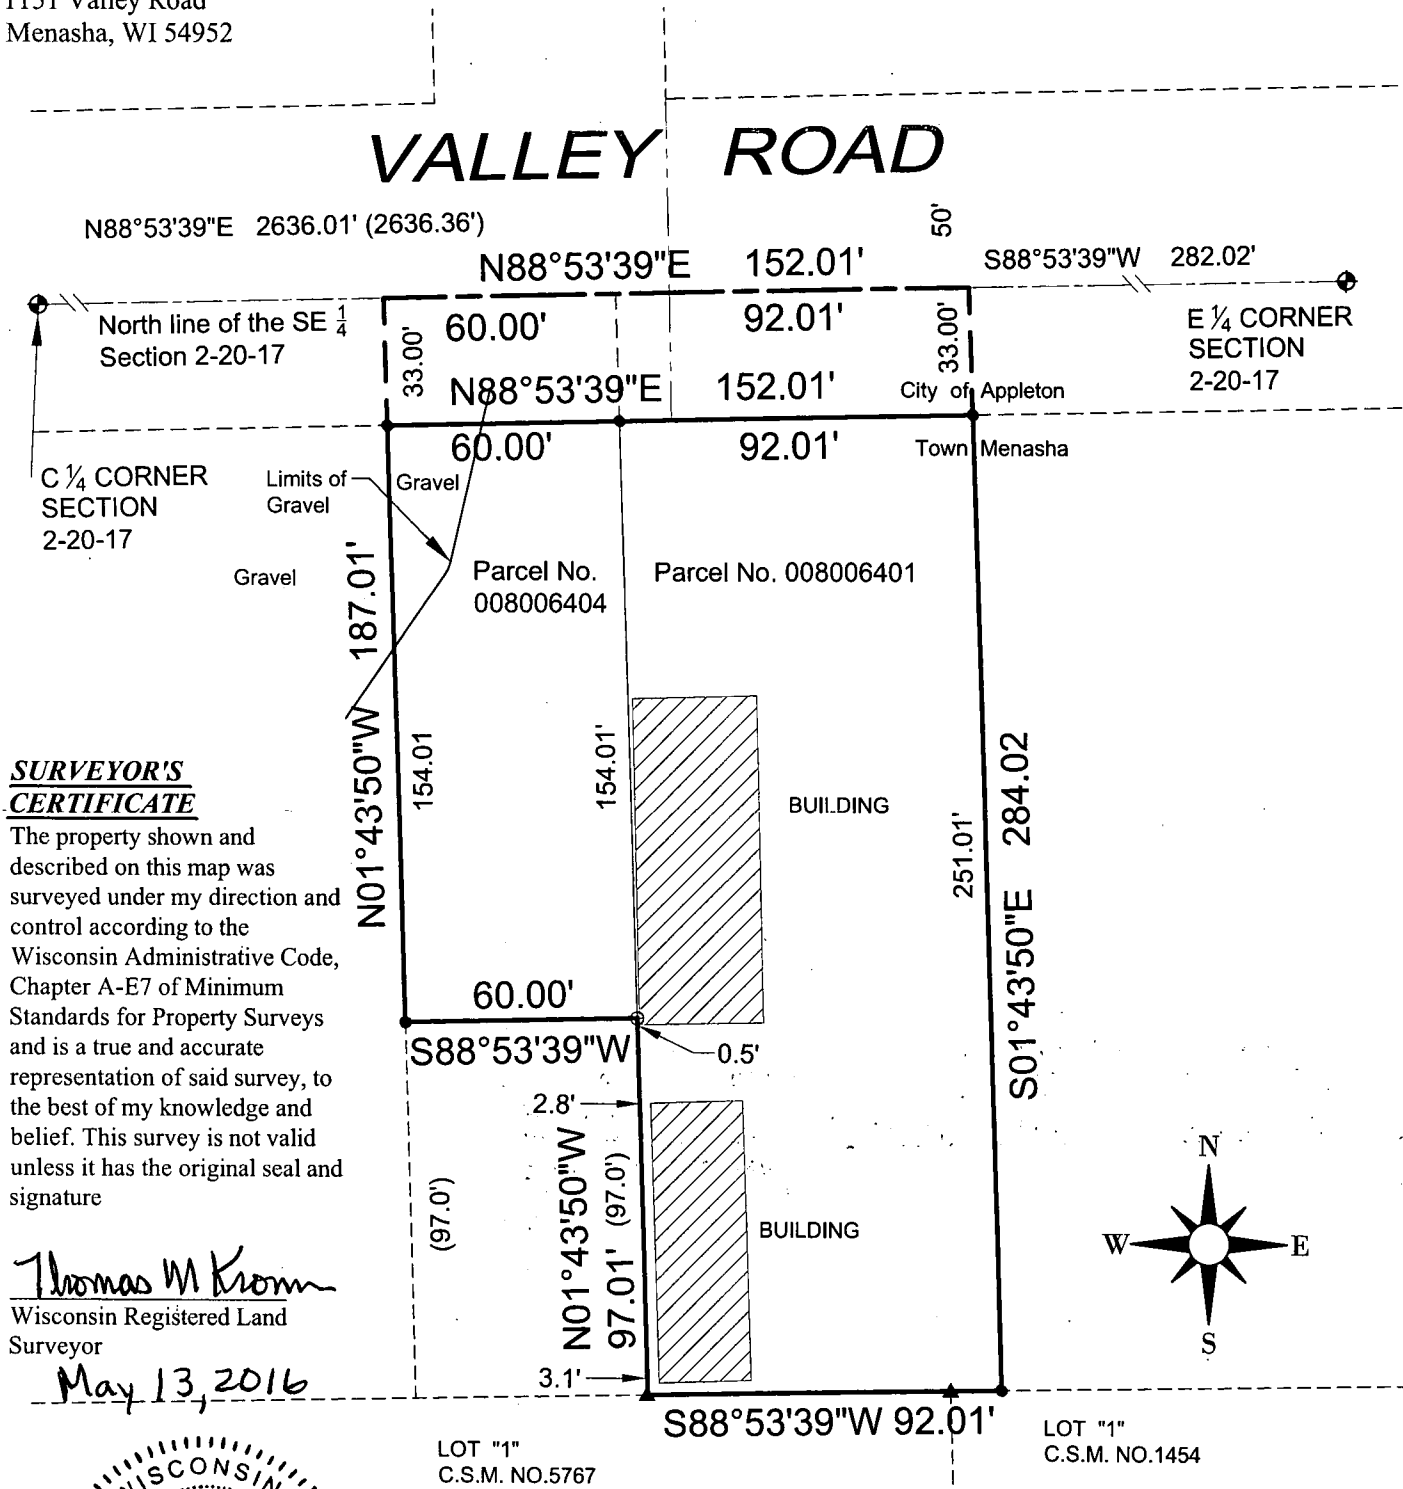 1151 Valley Road
Menasha, WI 54952
VALLEY ROAD
N88°53'39"E 2636.01' (2636.36')
50'
N88°53'39"E 152.01'
S88°53'39"W 282.02'
North line of the SE 1/4
Section 2-20-17
60.00'
92.01'
33.00'
33.00'
E 1/4 CORNER
SECTION
2-20-17
N88°53'39"E 152.01'
City of Appleton
60.00'
92.01'
Town Menasha
C 1/4 CORNER
SECTION
2-20-17
Limits of
Gravel
Gravel
Gravel
Parcel No.
008006404
Parcel No. 008006401
N01°43'50"W 187.01'
154.01
154.01'
BUILDING
251.01'
S01°43'50"E 284.02
SURVEYOR'S
CERTIFICATE
The property shown and
described on this map was
surveyed under my direction and
control according to the
Wisconsin Administrative Code,
Chapter A-E7 of Minimum
Standards for Property Surveys
and is a true and accurate
representation of said survey, to
the best of my knowledge and
belief. This survey is not valid
unless it has the original seal and
signature
60.00'
S88°53'39"W
0.5'
2.8'
(97.0')
N01°43'50"W
97.01' (97.0')
BUILDING
3.1'
N
W
E
S
Thomas M Kromm
Wisconsin Registered Land
Surveyor
May 13, 2016
S88°53'39"W 92.01'
LOT "1"
C.S.M. NO.5767
LOT "1"
C.S.M. NO.1454
WISCONSIN